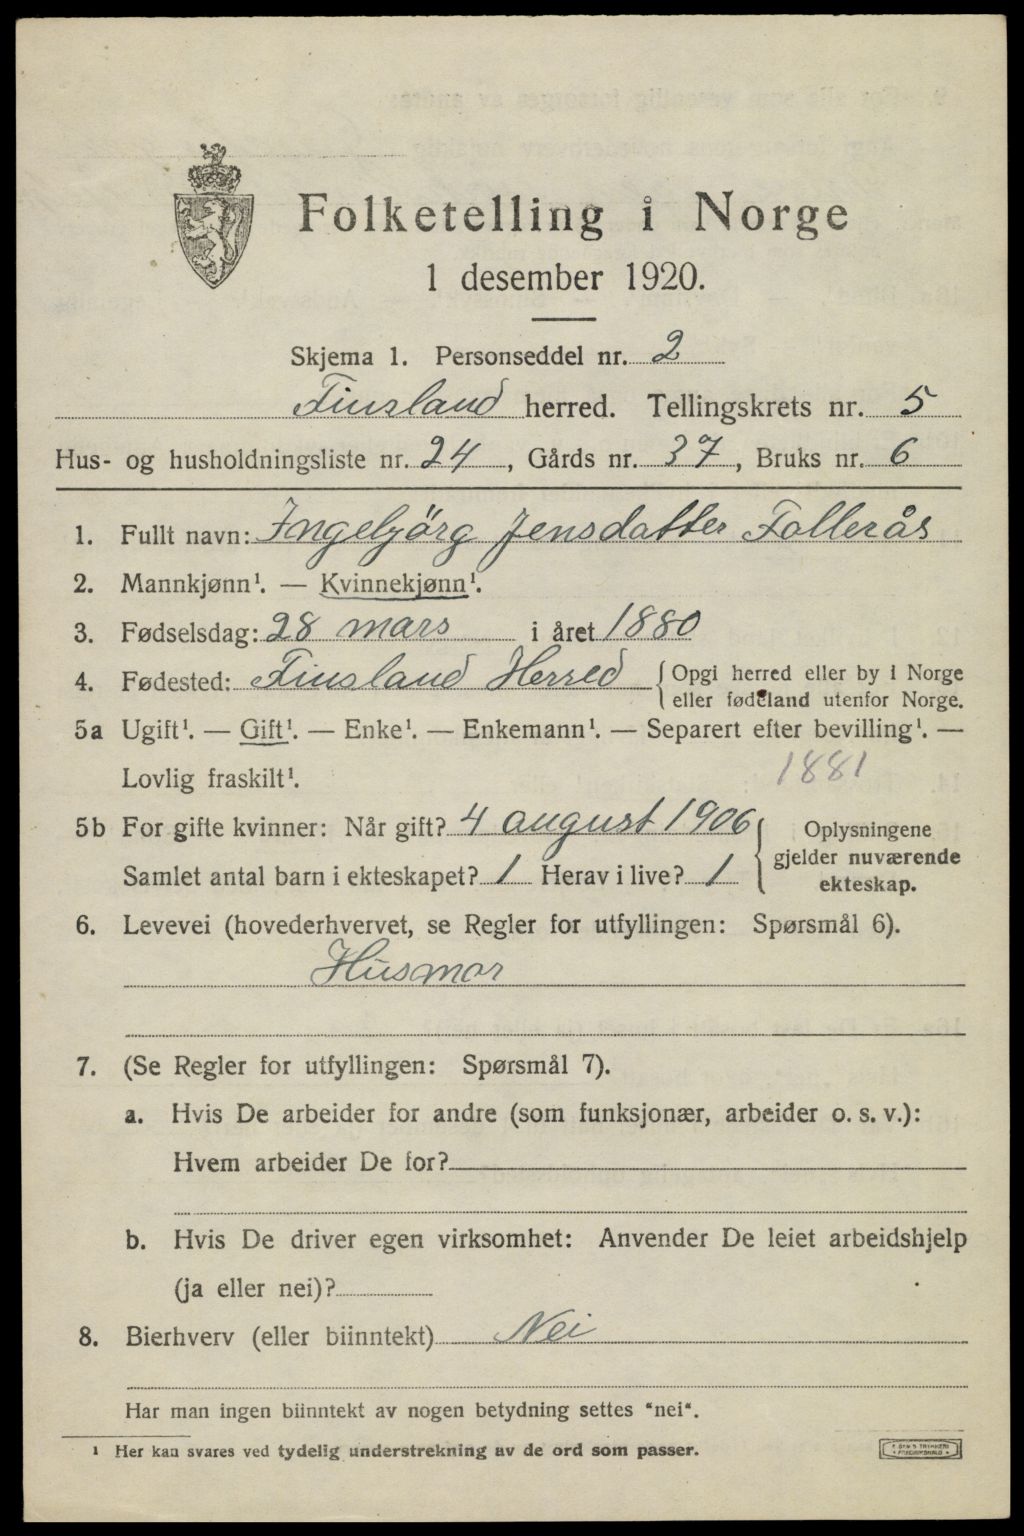 Folketelling i Norge
1 desember 1920.
Skjema 1. Personseddel nr. 2
Finsland herred. Tellingskrets nr. 5
Hus- og husholdningsliste nr. 24, Gårds nr. 37, Bruks nr. 6
1. Fullt navn: Ingebjörg Jensdatter Follerås
2. Mannkjønn¹. — Kvinnekjønn¹.
3. Fødselsdag: 28 mars i året 1880
4. Fødested: Finsland Herred { Opgi herred eller by i Norge
eller fødeland utenfor Norge.
5a Ugift¹. — Gift¹. — Enke¹. — Enkemann¹. — Separert efter bevilling¹. —
Lovlig fraskilt¹. 1881
5b For gifte kvinner: Når gift? 4 august 1906 { Oplysningene
gjelder nuværende
Samlet antal barn i ekteskapet? 1 Herav i live? 1
ekteskap.
6. Levevei (hovederhvervet, se Regler for utfyllingen: Spørsmål 6).
Husmor
7. (Se Regler for utfyllingen: Spørsmål 7).
a. Hvis De arbeider for andre (som funksjonær, arbeider o. s. v.):
Hvem arbeider De for?
b. Hvis De driver egen virksomhet: Anvender De leiet arbeidshjelp
(ja eller nei)?
8. Bierhverv (eller biinntekt) Nei
Har man ingen biinntekt av nogen betydning settes "nei".
¹ Her kan svares ved tydelig understrekning av de ord som passer.